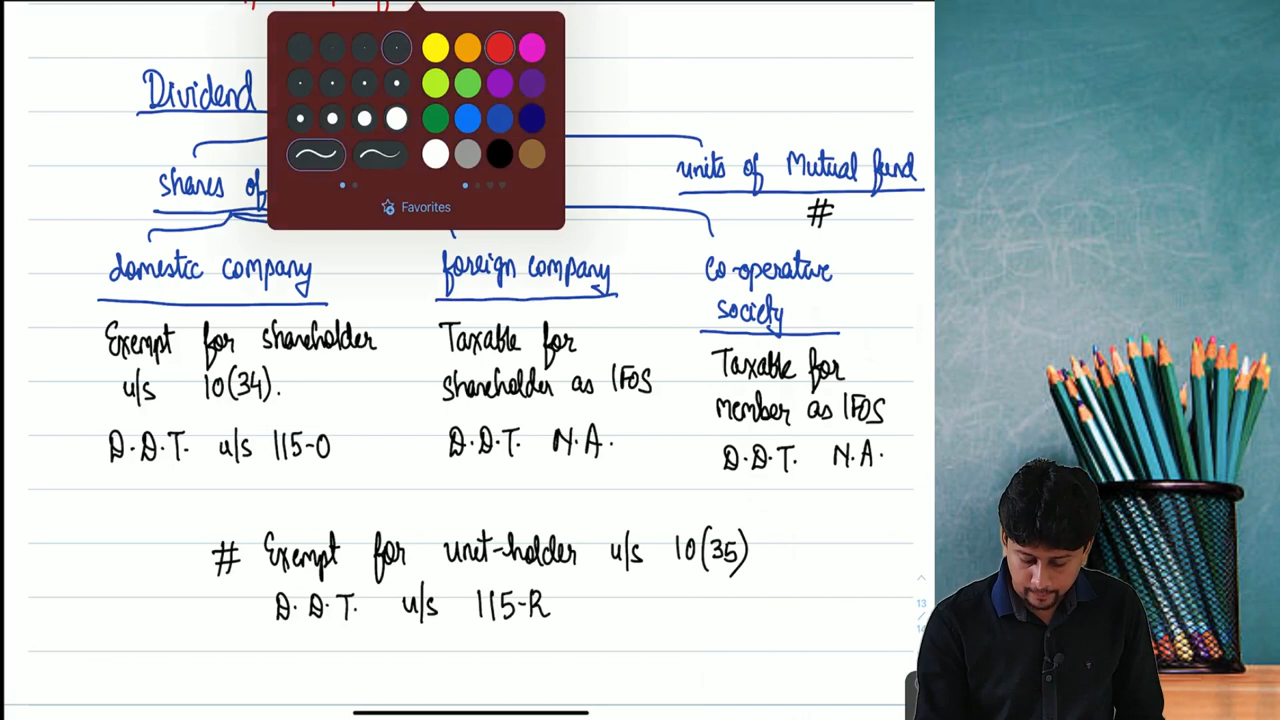 Dividend
units of Mutual fund
shares of
#
Favorites
domestic company
foreign company
co-operative
society
Exempt for shareholder
u/s 10(34).
D.D.T. u/s 115-O
Taxable for
shareholder as IFOS
D.D.T. N.A.
Taxable for
member as IFOS
D.D.T. N.A.
# Exempt for unit-holder u/s 10(35)
D.D.T. u/s 115-R
13
/
14